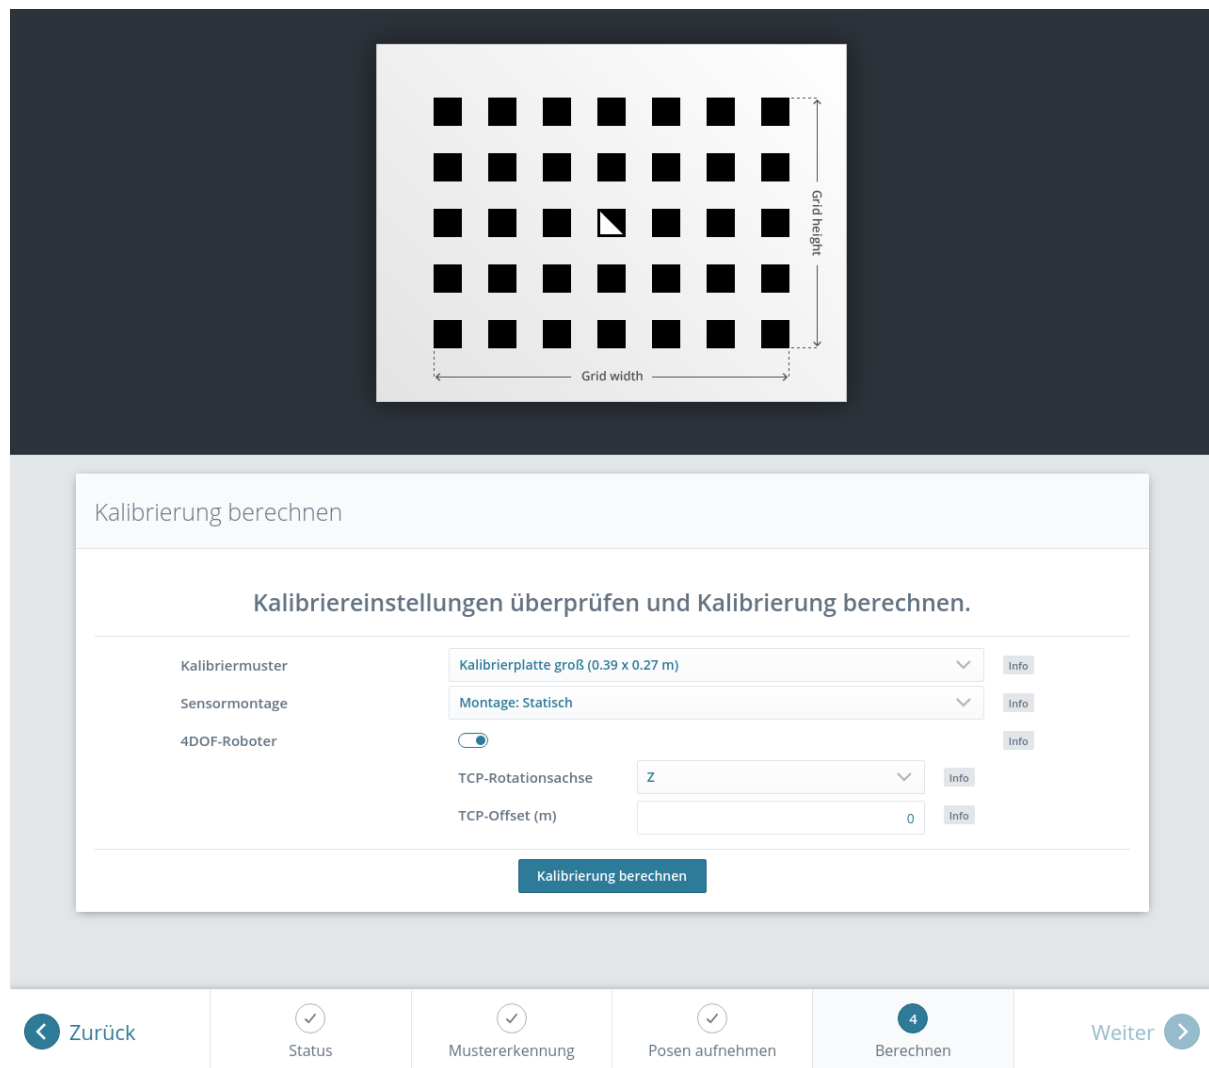 Grid height
Grid width
Kalibrierung berechnen
Kalibriereinstellungen überprüfen und Kalibrierung berechnen.
Kalibriermuster Kalibrierplatte groß (0.39 x 0.27 m) Info
Sensormontage Montage: Statisch Info
4DOF-Roboter Info
TCP-Rotationsachse Z Info
TCP-Offset (m) 0 Info
Kalibrierung berechnen
Zurück
Status
Mustererkennung
Posen aufnehmen
4
Berechnen
Weiter